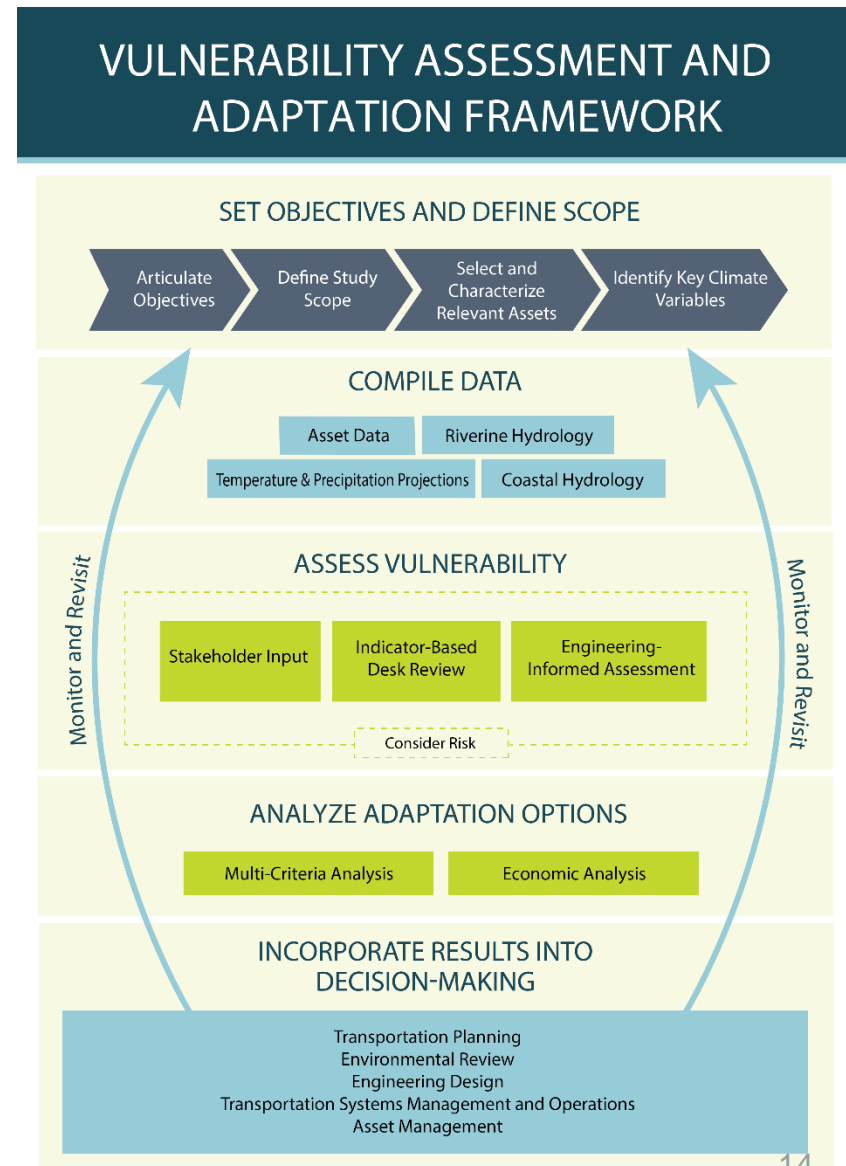 VULNERABILITY ASSESSMENT AND
ADAPTATION FRAMEWORK
SET OBJECTIVES AND DEFINE SCOPE
Articulate
Objectives
Define Study
Scope
Select and
Characterize
Relevant Assets
Identify Key Climate
Variables
COMPILE DATA
Asset Data
Riverine Hydrology
Temperature & Precipitation Projections
Coastal Hydrology
ASSESS VULNERABILITY
Stakeholder Input
Indicator-Based
Desk Review
Engineering-
Informed Assessment
Consider Risk
Monitor and Revisit
Monitor and Revisit
ANALYZE ADAPTATION OPTIONS
Multi-Criteria Analysis
Economic Analysis
INCORPORATE RESULTS INTO
DECISION-MAKING
Transportation Planning
Environmental Review
Engineering Design
Transportation Systems Management and Operations
Asset Management
14